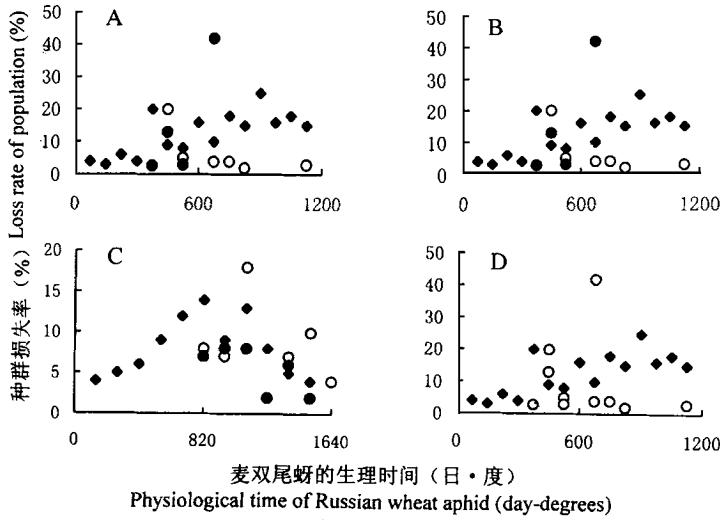 种群损失率（%） Loss rate of population (%)
A
50
40
30
20
10
0
0 600 1200
B
50
40
30
20
10
0
0 600 1200
C
20
15
10
5
0
0 820 1640
D
50
40
30
20
10
0
0 600 1200
麦双尾蚜的生理时间（日·度）
Physiological time of Russian wheat aphid (day-degrees)